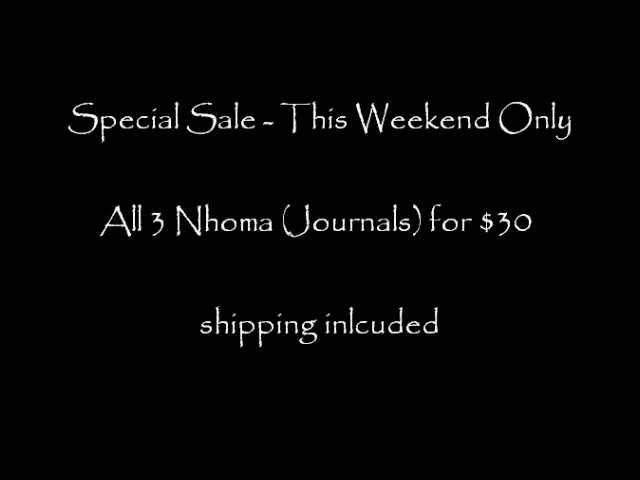 Special Sale - This Weekend Only
All 3 Nhoma (Journals) for $30
shipping inlcuded